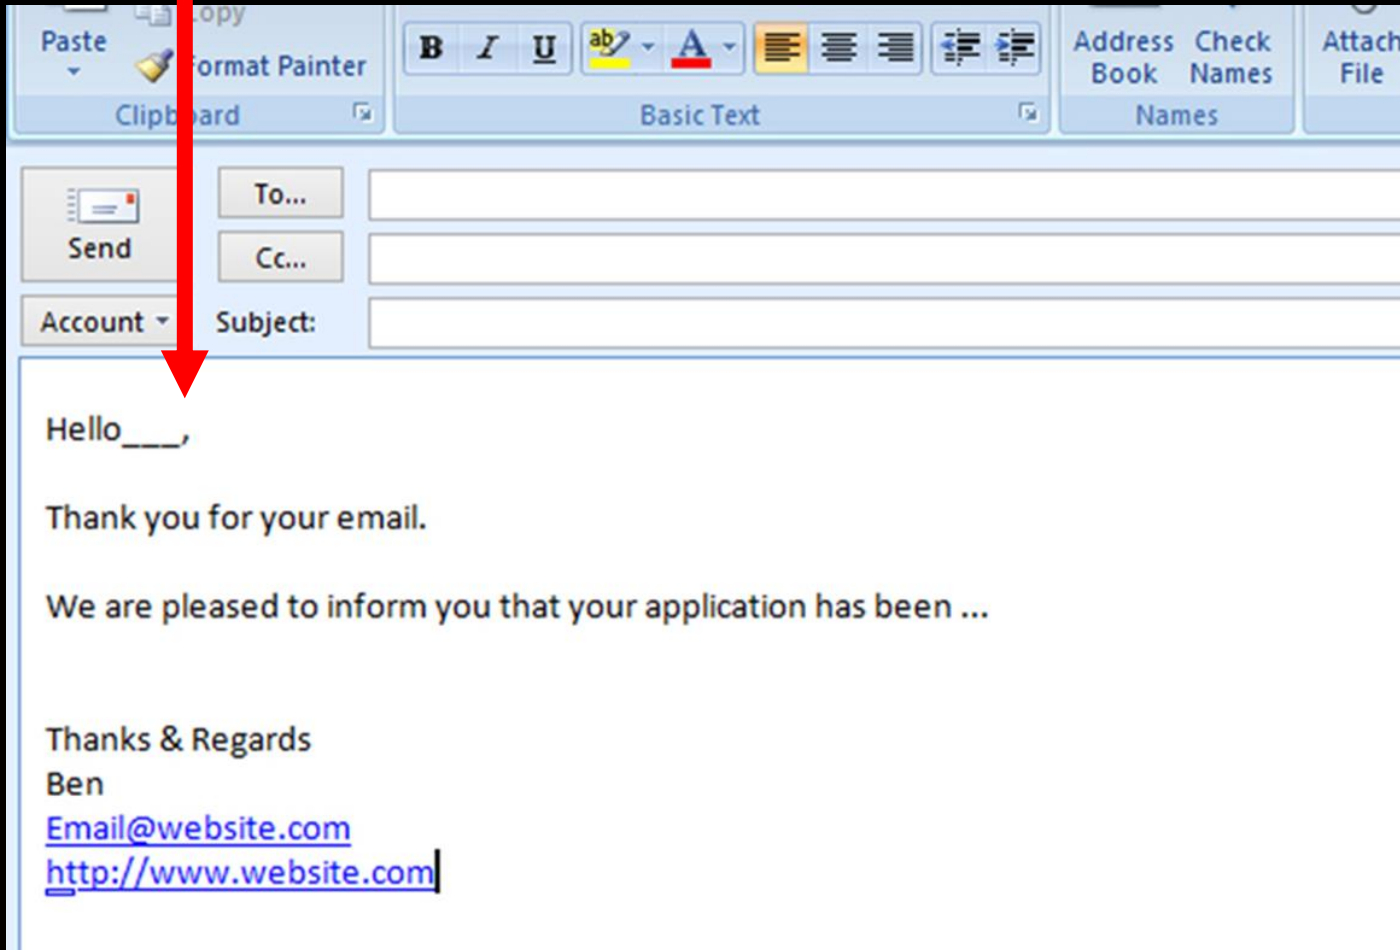 Copy
Paste
Format Painter
B I U ab A
Address Book
Check Names
Attach File
Clipboard
Basic Text
Names
To...
Send
Cc...
Account
Subject:
Hello___,
Thank you for your email.
We are pleased to inform you that your application has been ...
Thanks & Regards
Ben
Email@website.com
http://www.website.com